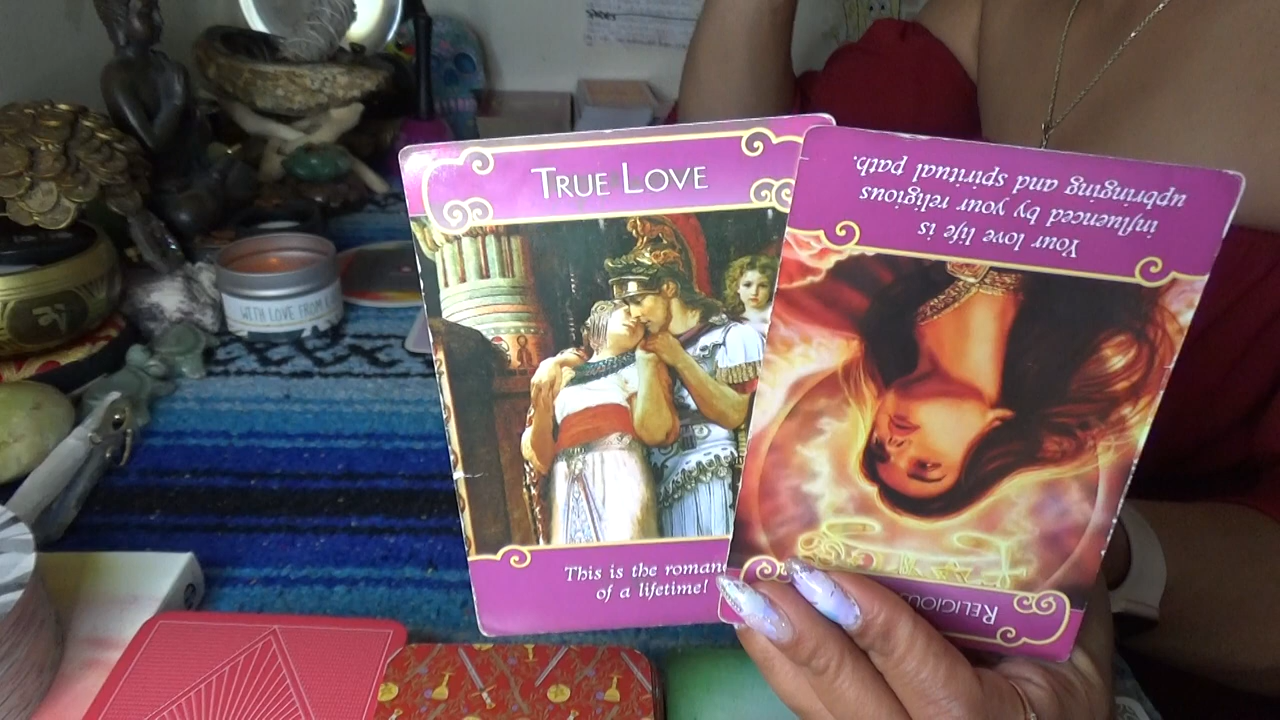 TRUE LOVE
This is the roman
of a lifetime!
Your love life is
influenced by your religious
upbringing and spiritual path.
RELIGIOUS
WITH LOVE FROM